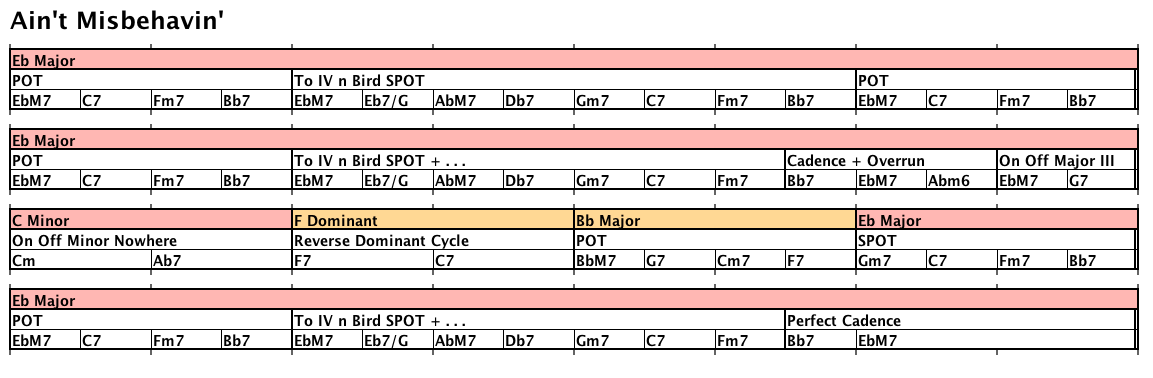 Ain't Misbehavin'
Eb Major
POT To IV n Bird SPOT POT
EbM7 C7 Fm7 Bb7 EbM7 Eb7/G AbM7 Db7 Gm7 C7 Fm7 Bb7 EbM7 C7 Fm7 Bb7
Eb Major
POT To IV n Bird SPOT + . . . Cadence + Overrun On Off Major III
EbM7 C7 Fm7 Bb7 EbM7 Eb7/G AbM7 Db7 Gm7 C7 Fm7 Bb7 EbM7 Abm6 EbM7 G7
C Minor F Dominant Bb Major Eb Major
On Off Minor Nowhere Reverse Dominant Cycle POT SPOT
Cm Ab7 F7 C7 BbM7 G7 Cm7 F7 Gm7 C7 Fm7 Bb7
Eb Major
POT To IV n Bird SPOT + . . . Perfect Cadence
EbM7 C7 Fm7 Bb7 EbM7 Eb7/G AbM7 Db7 Gm7 C7 Fm7 Bb7 EbM7